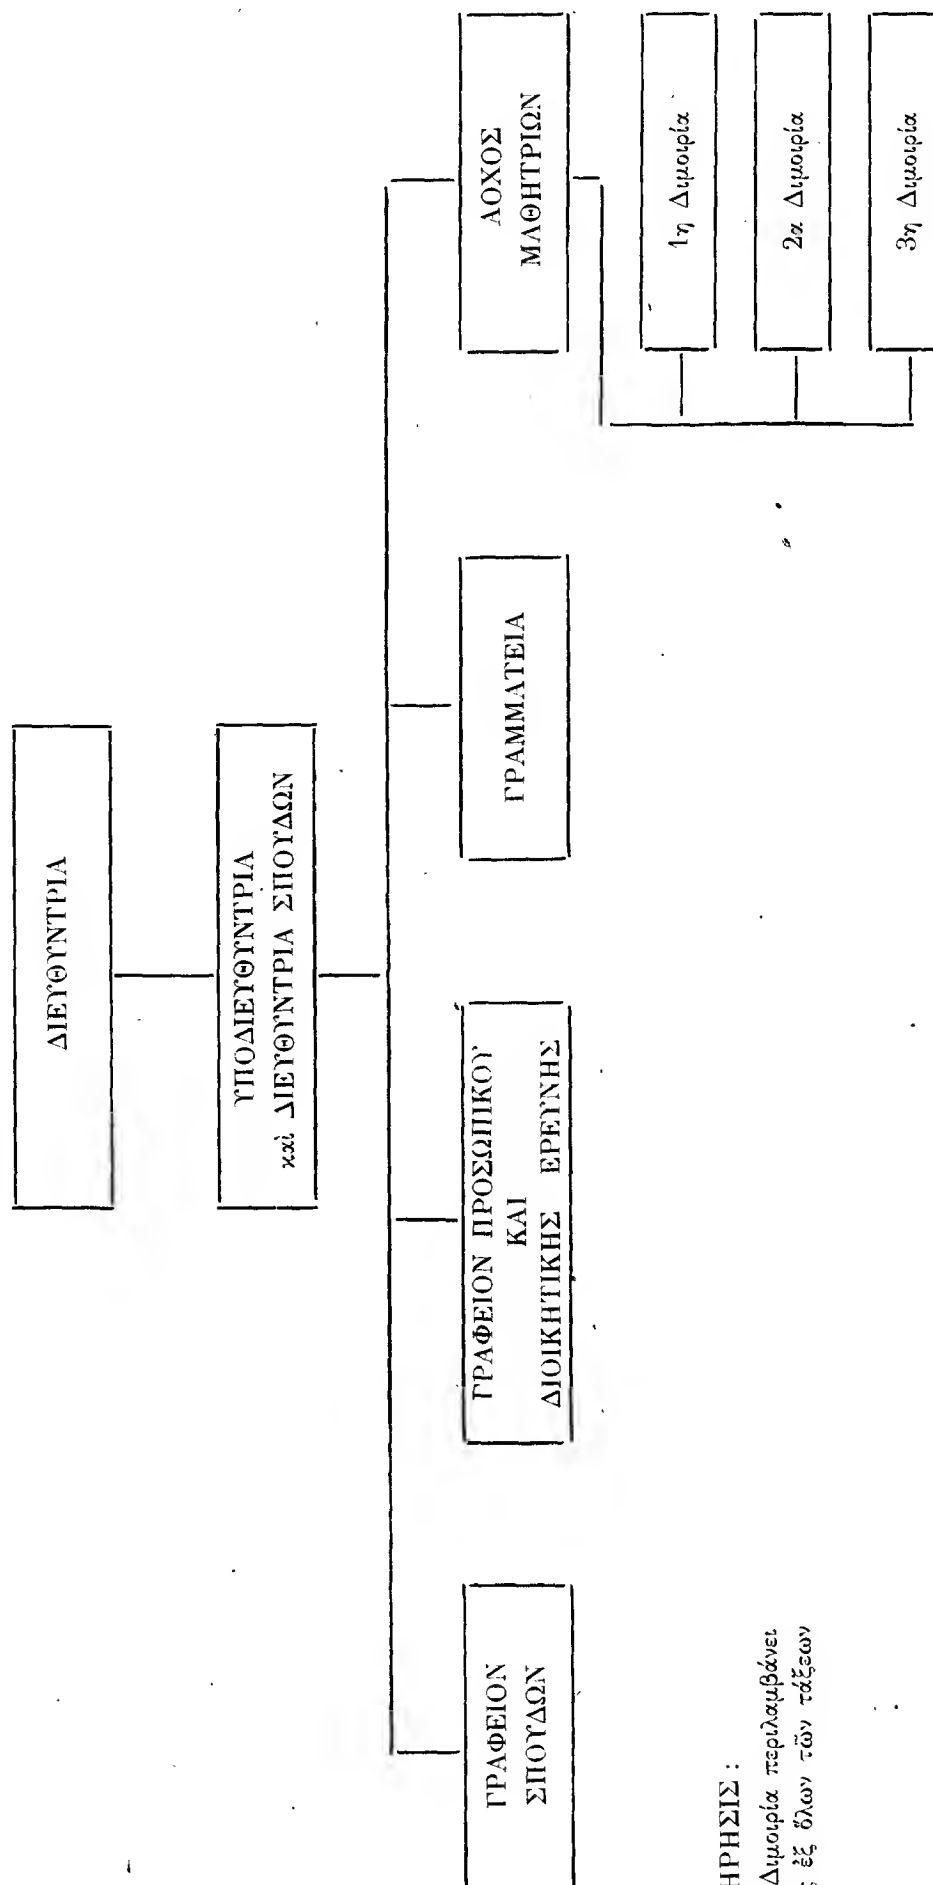 ΔΙΕΥΘΥΝΤΡΙΑ
ΥΠΟΔΙΕΥΘΥΝΤΡΙΑ
καὶ ΔΙΕΥΘΥΝΤΡΙΑ ΣΠΟΥΔΩΝ
ΓΡΑΦΕΙΟΝ
ΣΠΟΥΔΩΝ
ΓΡΑΦΕΙΟΝ ΠΡΟΣΩΠΙΚΟΥ
ΚΑΙ
ΔΙΟΙΚΗΤΙΚΗΣ ΕΡΕΥΝΗΣ
ΓΡΑΜΜΑΤΕΙΑ
ΛΟΧΟΣ
ΜΑΘΗΤΡΙΩΝ
1η Διμοιρία
2α Διμοιρία
3η Διμοιρία
ΗΡΗΣΙΣ :
Διμοιρία περιλαμβάνει
ς ἐξ ὅλων τῶν τάξεων